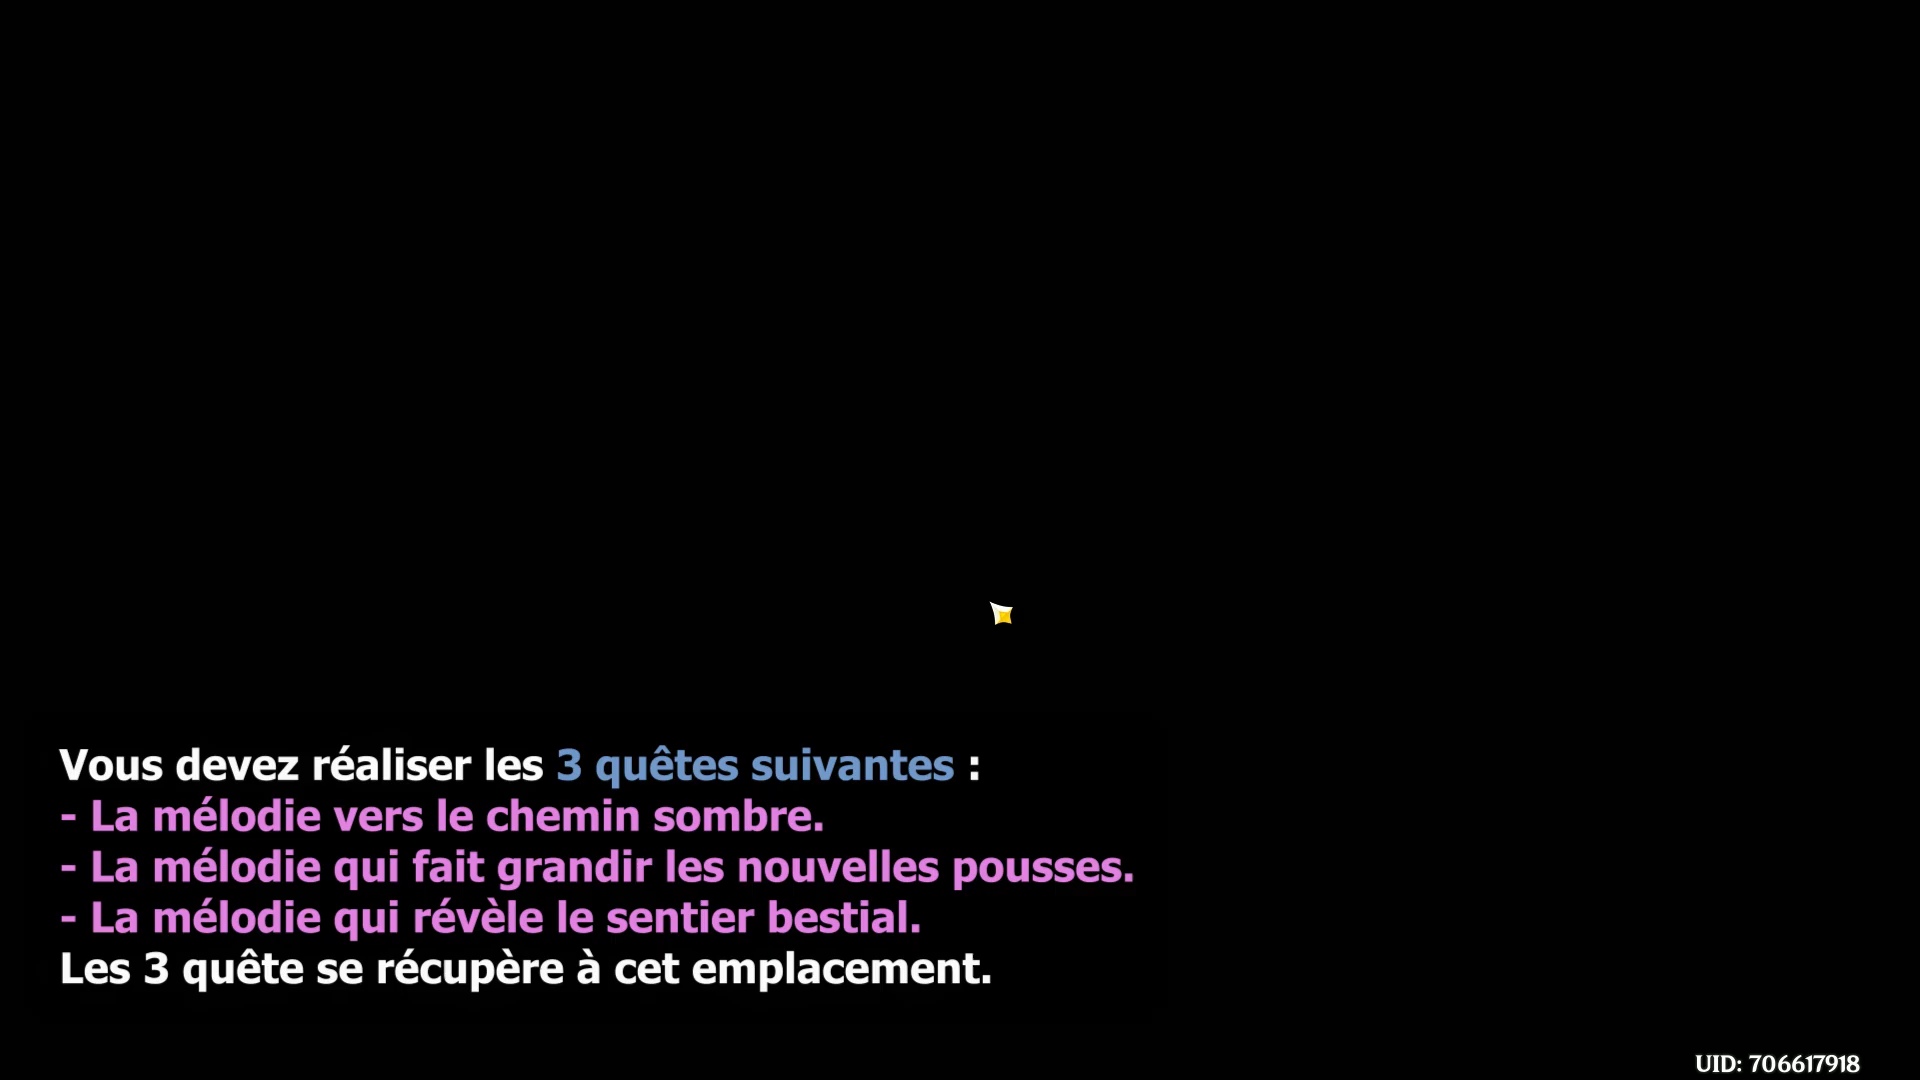 Vous devez réaliser les 3 quêtes suivantes :
- La mélodie vers le chemin sombre.
- La mélodie qui fait grandir les nouvelles pousses.
- La mélodie qui révèle le sentier bestial.
Les 3 quête se récupère à cet emplacement.
UID: 706617918